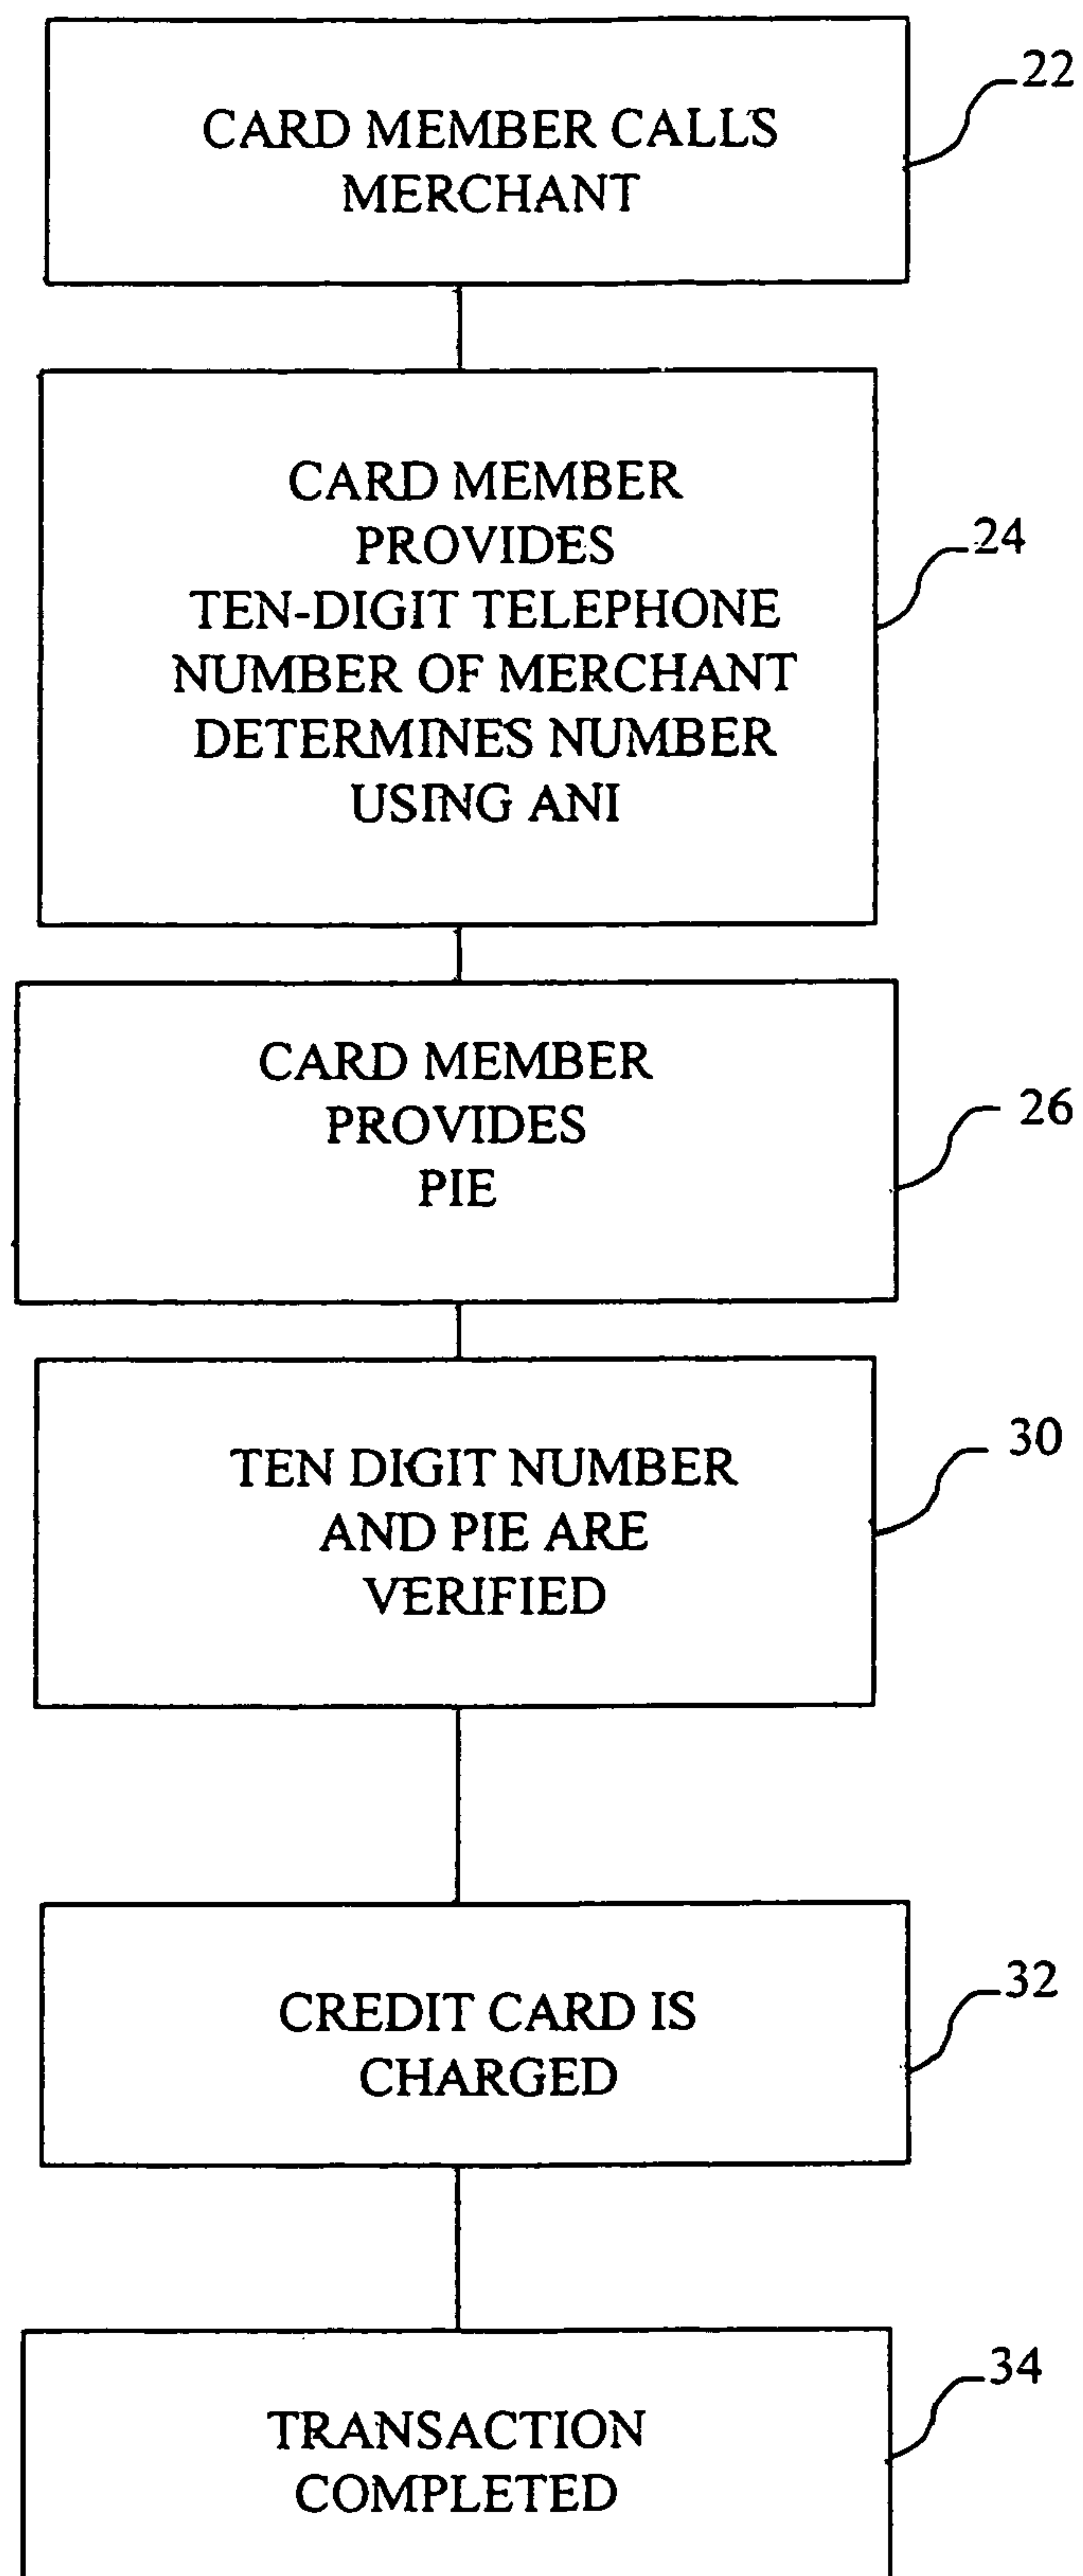 CARD MEMBER CALLS
MERCHANT
22
CARD MEMBER
PROVIDES
TEN-DIGIT TELEPHONE
NUMBER OF MERCHANT
DETERMINES NUMBER
USING ANI
24
CARD MEMBER
PROVIDES
PIE
26
TEN DIGIT NUMBER
AND PIE ARE
VERIFIED
30
CREDIT CARD IS
CHARGED
32
TRANSACTION
COMPLETED
34